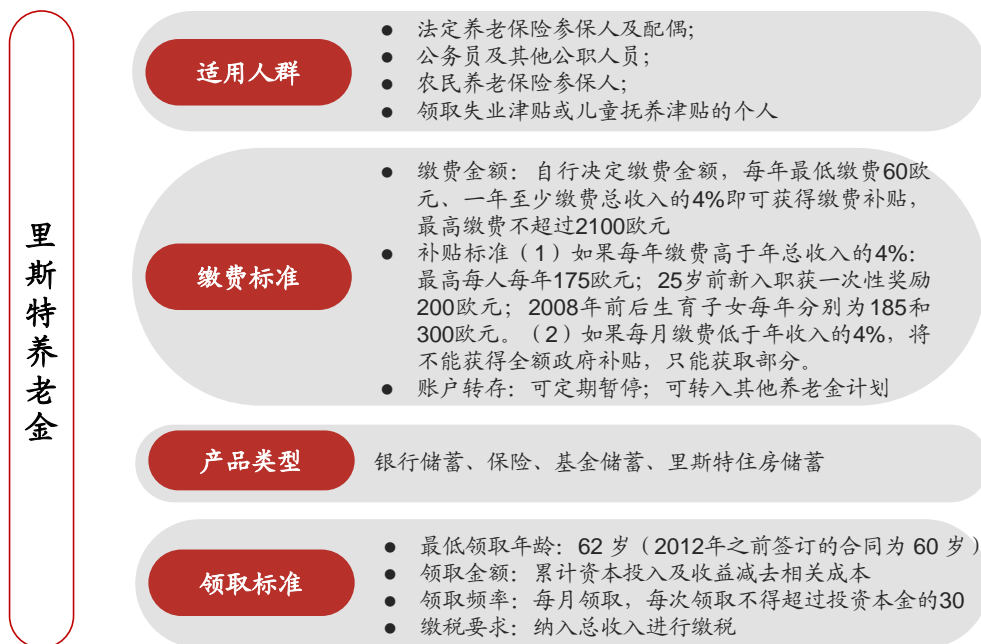 里斯特养老金
适用人群
● 法定养老保险参保人及配偶;
● 公务员及其他公职人员;
● 农民养老保险参保人;
● 领取失业津贴或儿童抚养津贴的个人
缴费标准
● 缴费金额：自行决定缴费金额，每年最低缴费60欧
元、一年至少缴费总收入的4%即可获得缴费补贴，
最高缴费不超过2100欧元
● 补贴标准（1）如果每年缴费高于年总收入的4%：
最高每人每年175欧元；25岁前新入职获一次性奖励
200欧元；2008年前后生育子女每年分别为185和
300欧元。（2）如果每月缴费低于年收入的4%，将
不能获得全额政府补贴，只能获取部分。
● 账户转存：可定期暂停；可转入其他养老金计划
产品类型
银行储蓄、保险、基金储蓄、里斯特住房储蓄
领取标准
● 最低领取年龄：62 岁（2012年之前签订的合同为 60 岁）
● 领取金额：累计资本投入及收益减去相关成本
● 领取频率：每月领取，每次领取不得超过投资本金的30
● 缴税要求：纳入总收入进行缴税